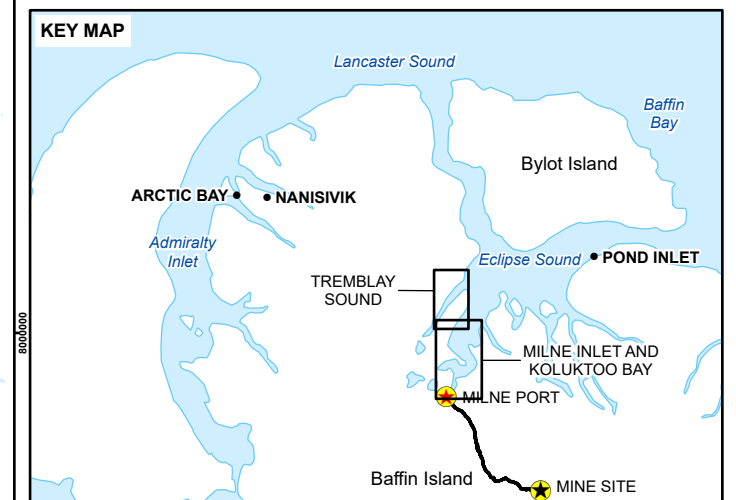 KEY MAP
Lancaster Sound
Baffin
Bay
Bylot Island
ARCTIC BAY
NANISIVIK
Admiralty
Inlet
Eclipse Sound
POND INLET
TREMBLAY
SOUND
8000000
MILNE INLET AND
KOLUKTOO BAY
MILNE PORT
Baffin Island
MINE SITE